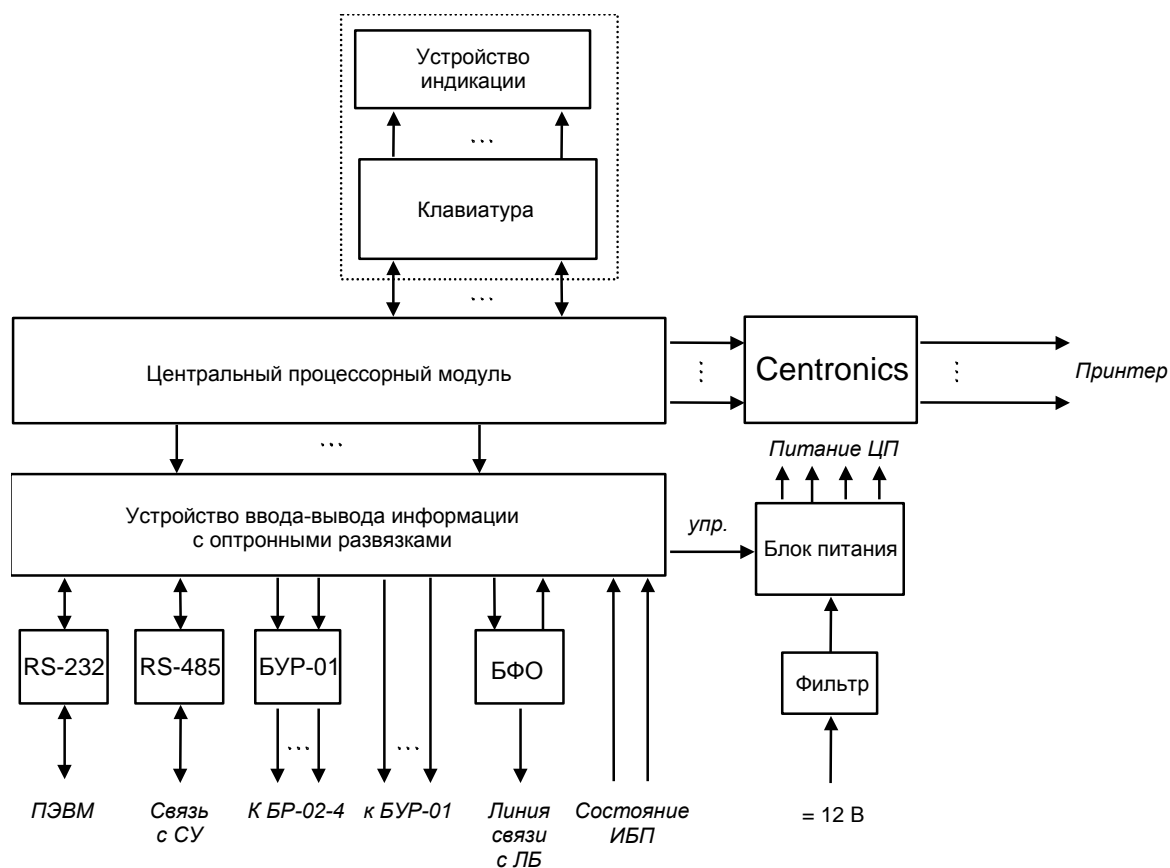 Устройство
индикации
...
Клавиатура
...
Центральный процессорный модуль
...
Centronics
...
Принтер
...
Питание ЦП
Устройство ввода-вывода информации
с оптронными развязками
упр.
Блок питания
RS-232
RS-485
БУР-01
БФО
Фильтр
...
...
ПЭВМ
Связь
с СУ
К БР-02-4
к БУР-01
Линия
связи
с ЛБ
Состояние
ИБП
= 12 В